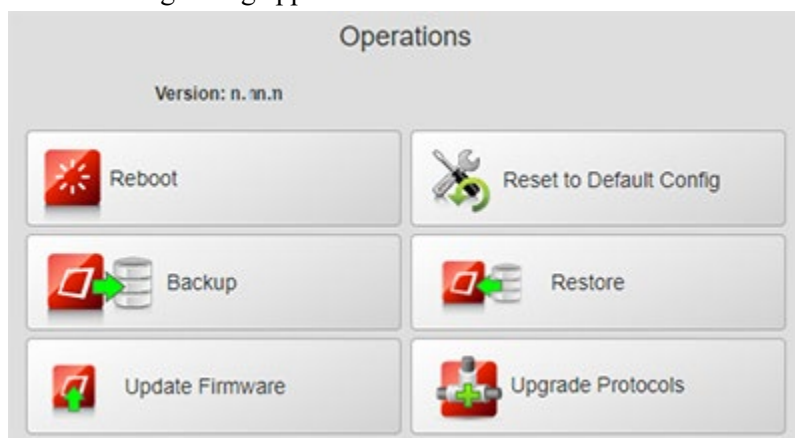 Operations
Version: n.nn.n
Reboot
Reset to Default Config
Backup
Restore
Update Firmware
Upgrade Protocols